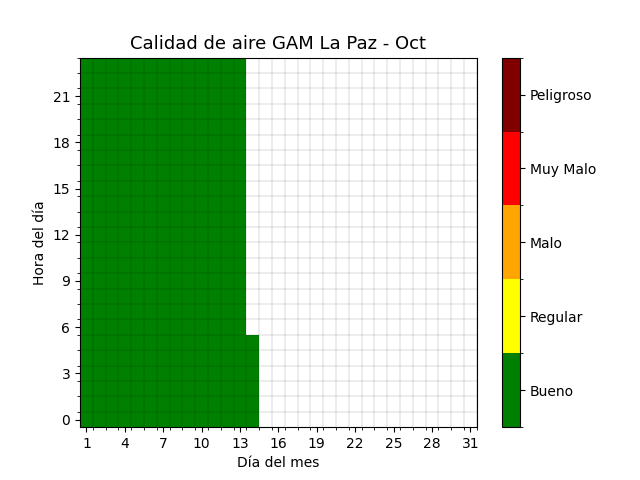 Calidad de aire GAM La Paz - Oct
Hora del día
21
18
15
12
9
6
3
0
1 4 7 10 13 16 19 22 25 28 31
Día del mes
Peligroso
Muy Malo
Malo
Regular
Bueno